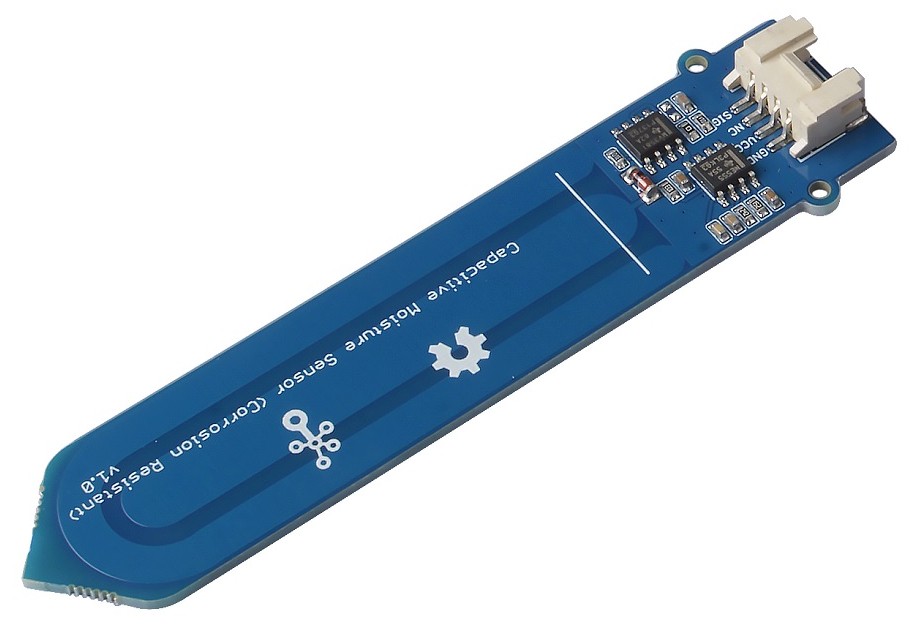 Capacitive Moisture Sensor (Corrosion Resistant)
v1.0
SIG
NC
VCC
GND